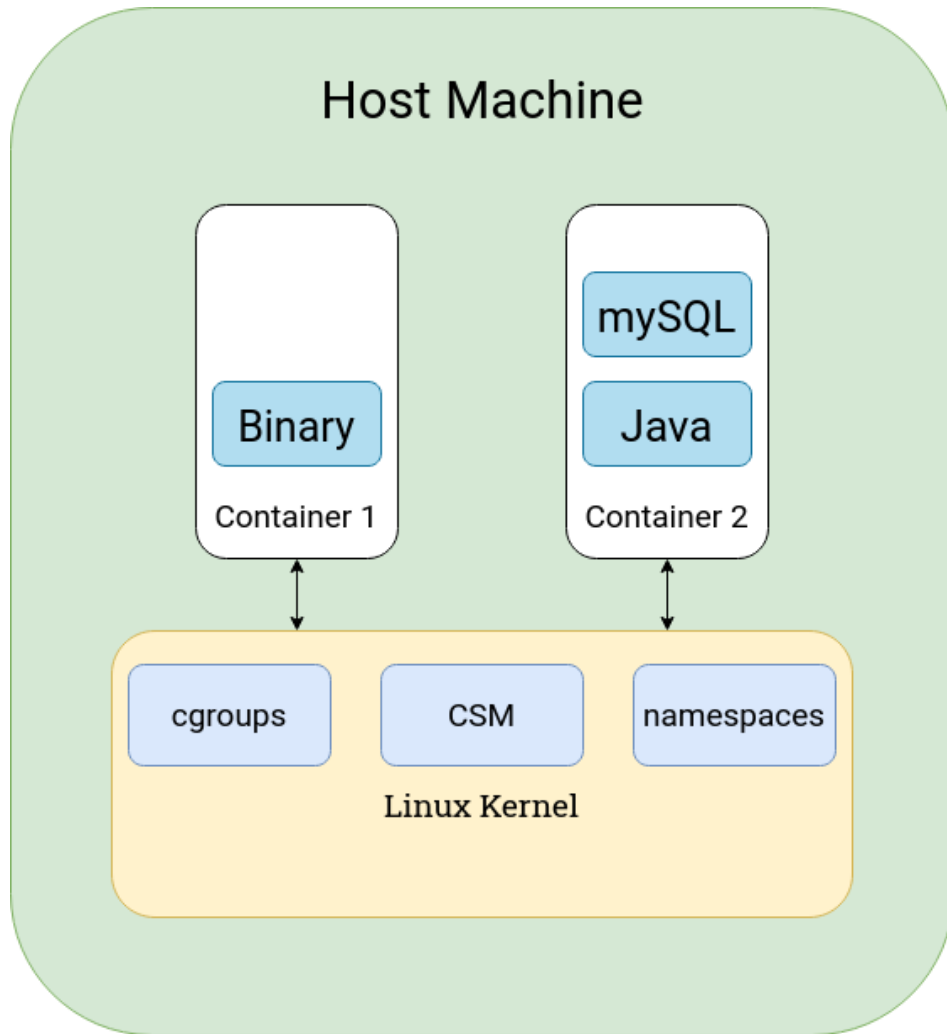 Host Machine
mySQL
Binary
Java
Container 1
Container 2
cgroups
CSM
namespaces
Linux Kernel